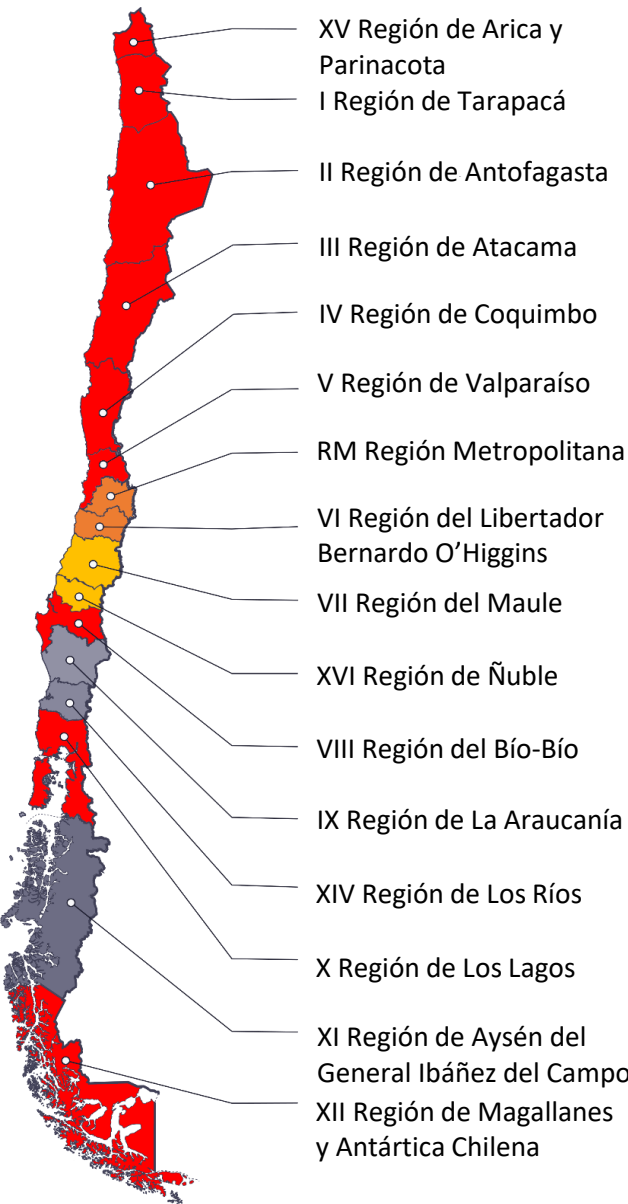 XV Región de Arica y
Parinacota
I Región de Tarapacá
II Región de Antofagasta
III Región de Atacama
IV Región de Coquimbo
V Región de Valparaíso
RM Región Metropolitana
VI Región del Libertador
Bernardo O’Higgins
VII Región del Maule
XVI Región de Ñuble
VIII Región del Bío-Bío
IX Región de La Araucanía
XIV Región de Los Ríos
X Región de Los Lagos
XI Región de Aysén del
General Ibáñez del Campo
XII Región de Magallanes
y Antártica Chilena